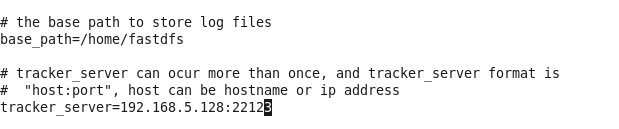 # the base path to store log files
base_path=/home/fastdfs
# tracker_server can ocur more than once, and tracker_server format is
#  "host:port", host can be hostname or ip address
tracker_server=192.168.5.128:22123